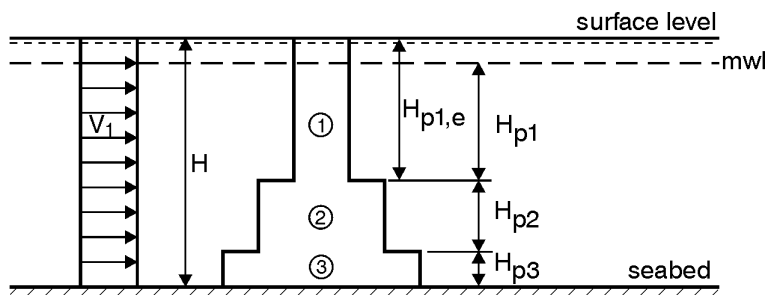 surface level
mwl
V1
H
①
Hp1,e
Hp1
②
Hp2
③
Hp3
seabed